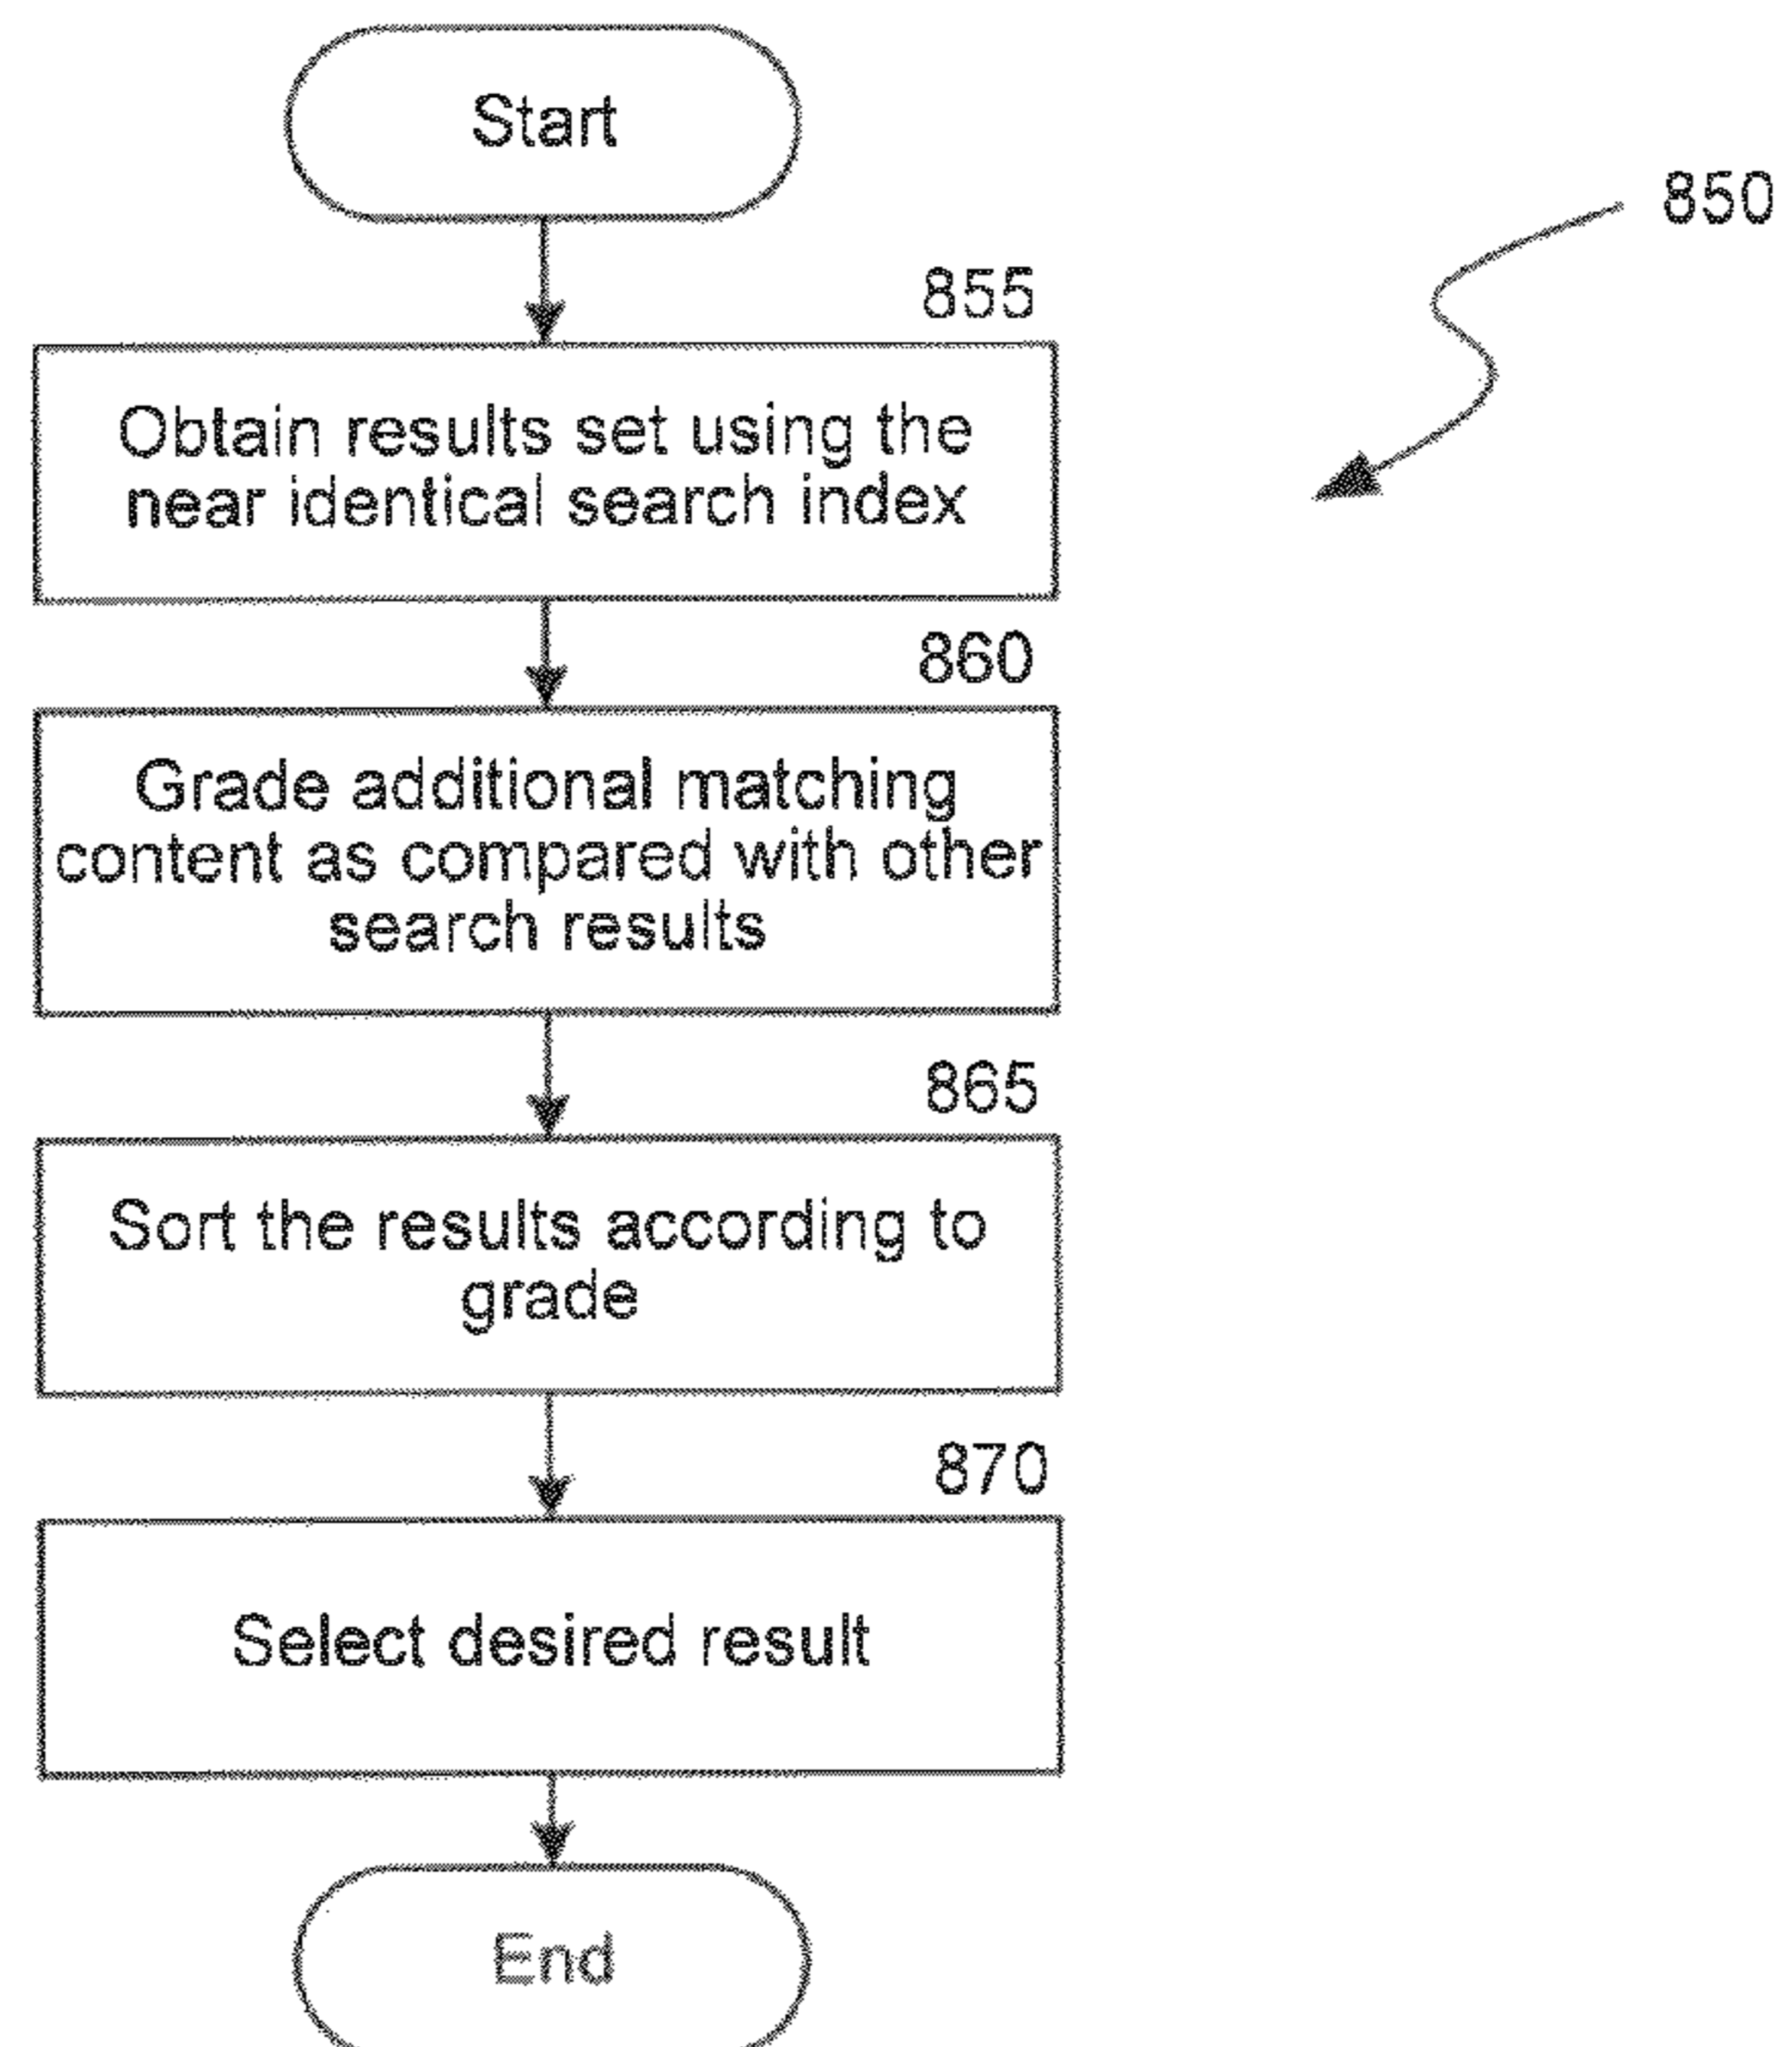 Start
850
855
Obtain results set using the
near identical search index
860
Grade additional matching
content as compared with other
search results
865
Sort the results according to
grade
870
Select desired result
End